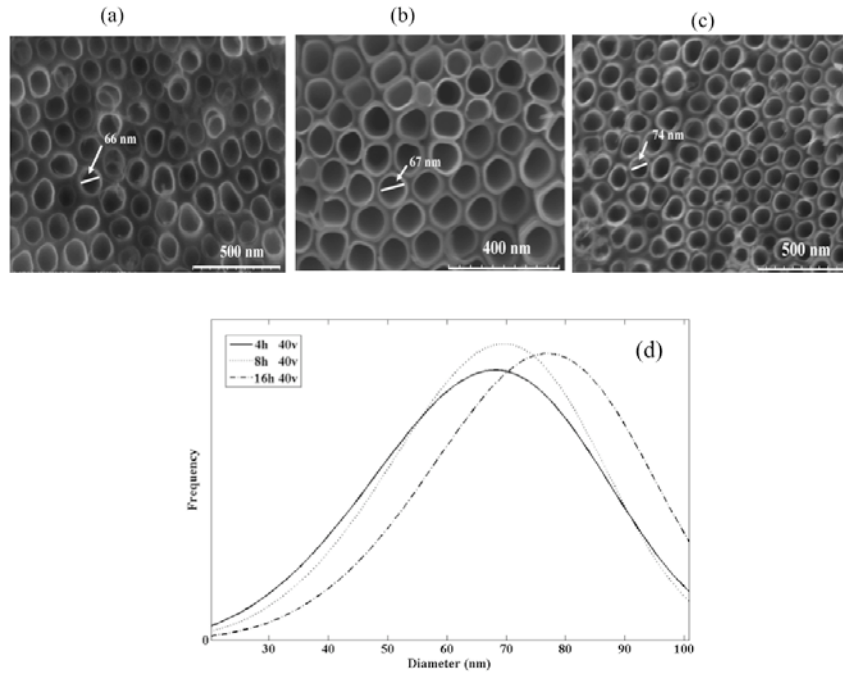 (a)
(b)
(c)
66 nm
67 nm
74 nm
500 nm
400 nm
500 nm
(d)
4h 40v
8h 40v
16h 40v
Frequency
0
30 40 50 60 70 80 90 100
Diameter (nm)